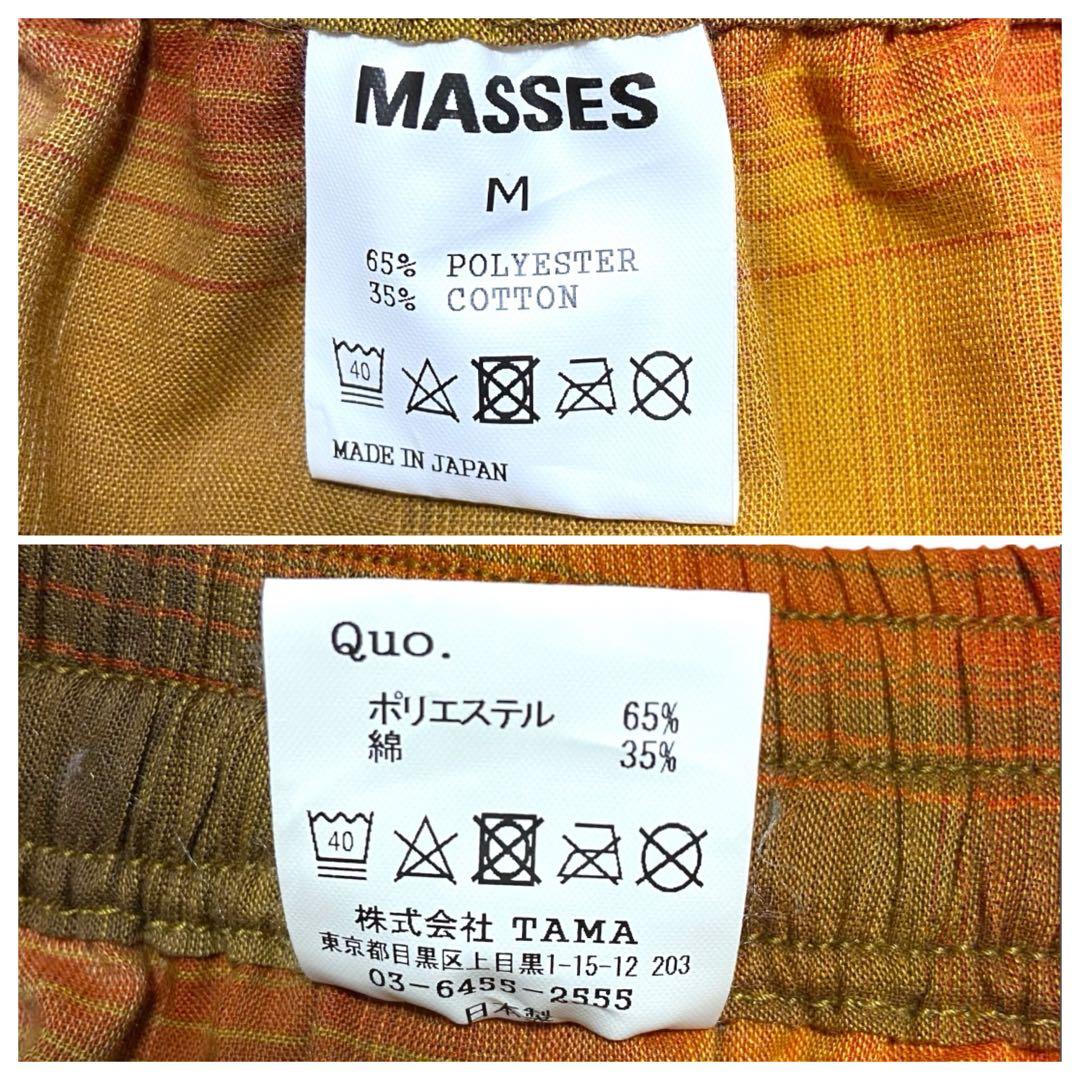 MASSES
M
65% POLYESTER
35% COTTON
40
MADE IN JAPAN
Quo.
ポリエステル 65%
綿 35%
40
株式会社 TAMA
東京都目黒区上目黒1-15-12 203
03-6455-2555
日本製